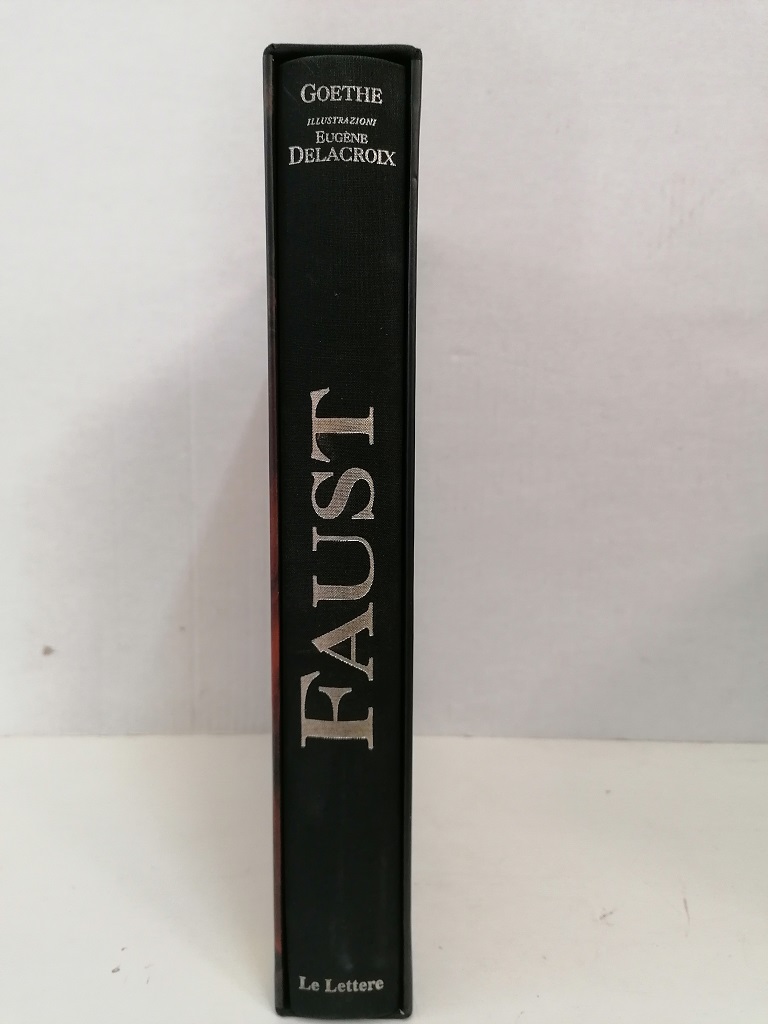 GOETHE
ILLUSTRAZIONI
EUGÈNE
DELACROIX
FAUST
Le Lettere